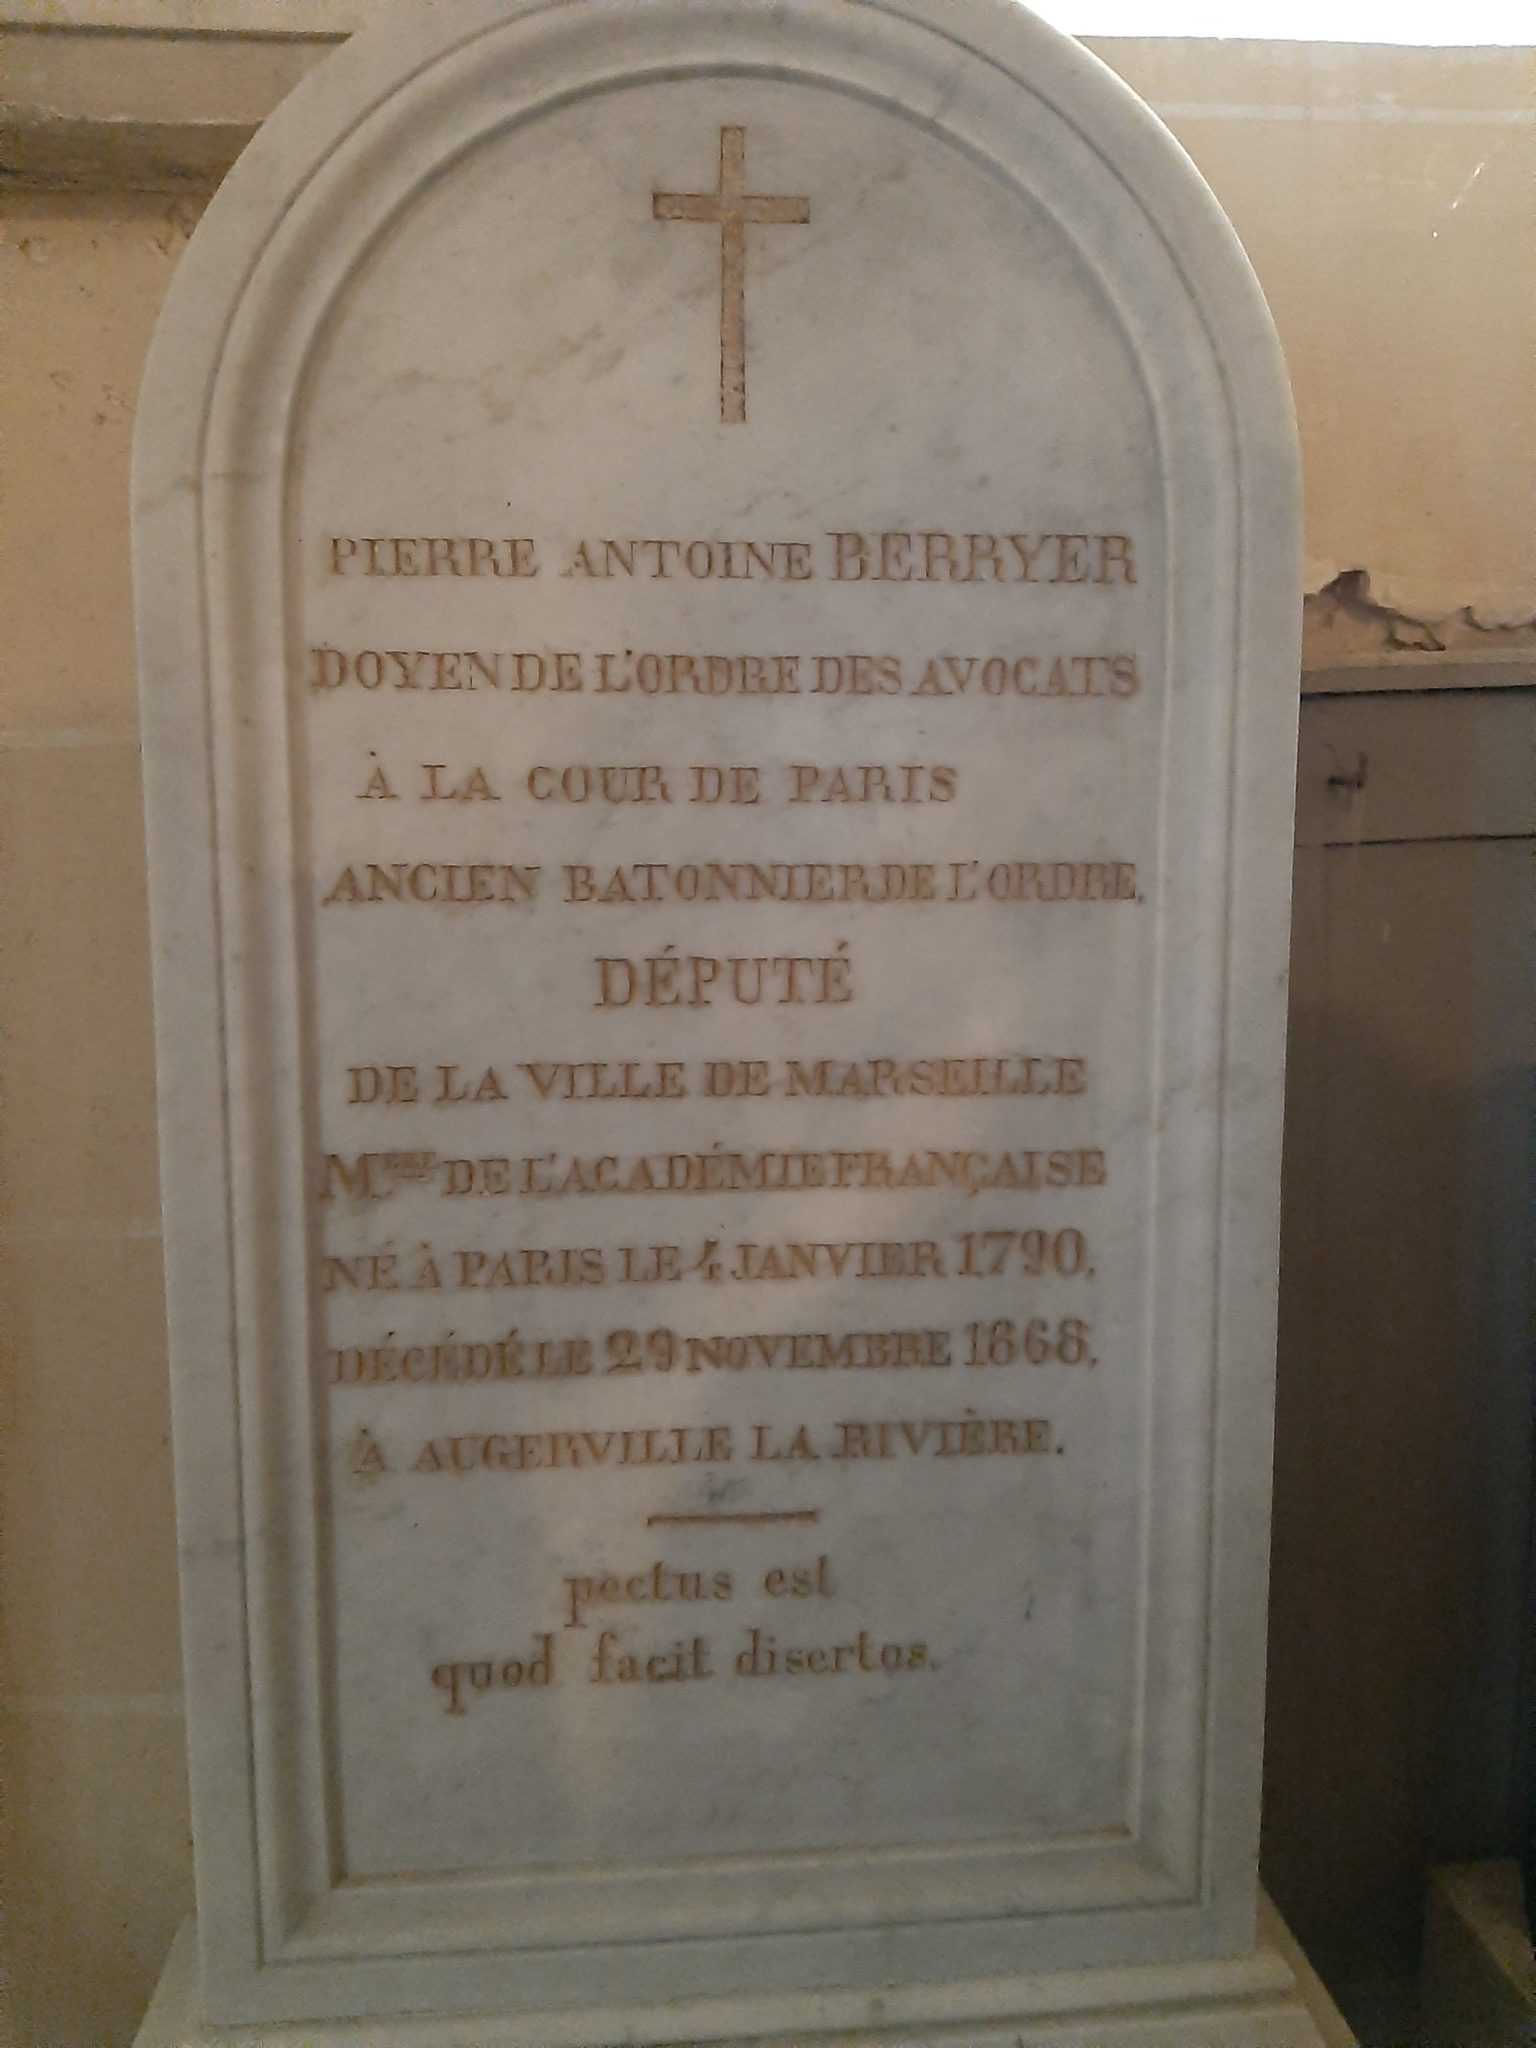 PIERRE ANTOINE BERRYER
DOYEN DE L'ORDRE DES AVOCATS
À LA COUR DE PARIS
ANCIEN BATONNIER DE L'ORDRE,
DÉPUTÉ
DE LA VILLE DE MARSEILLE
Mbre DE L'ACADÉMIE FRANÇAISE
NÉ À PARIS LE 4 JANVIER 1790,
DÉCÉDÉ LE 29 NOVEMBRE 1868,
À AUGERVILLE LA RIVIÈRE.
pectus est
quod facit disertos.